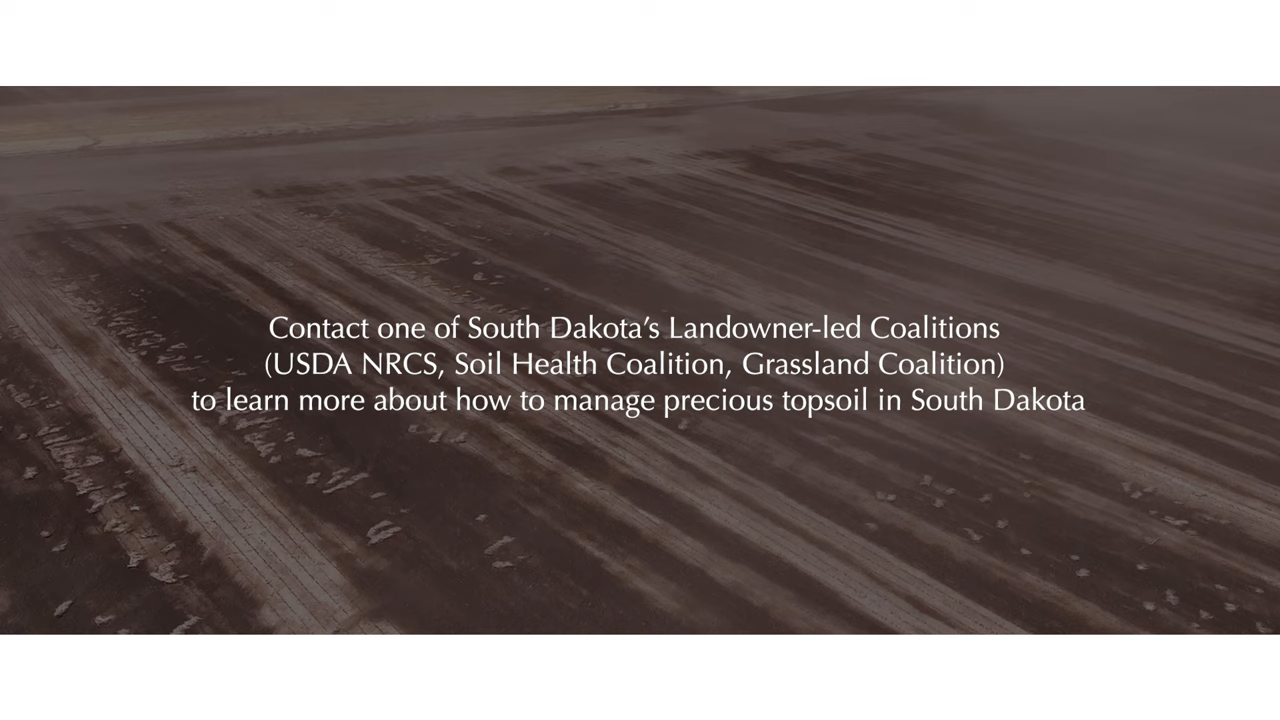 Contact one of South Dakota’s Landowner-led Coalitions
(USDA NRCS, Soil Health Coalition, Grassland Coalition)
to learn more about how to manage precious topsoil in South Dakota